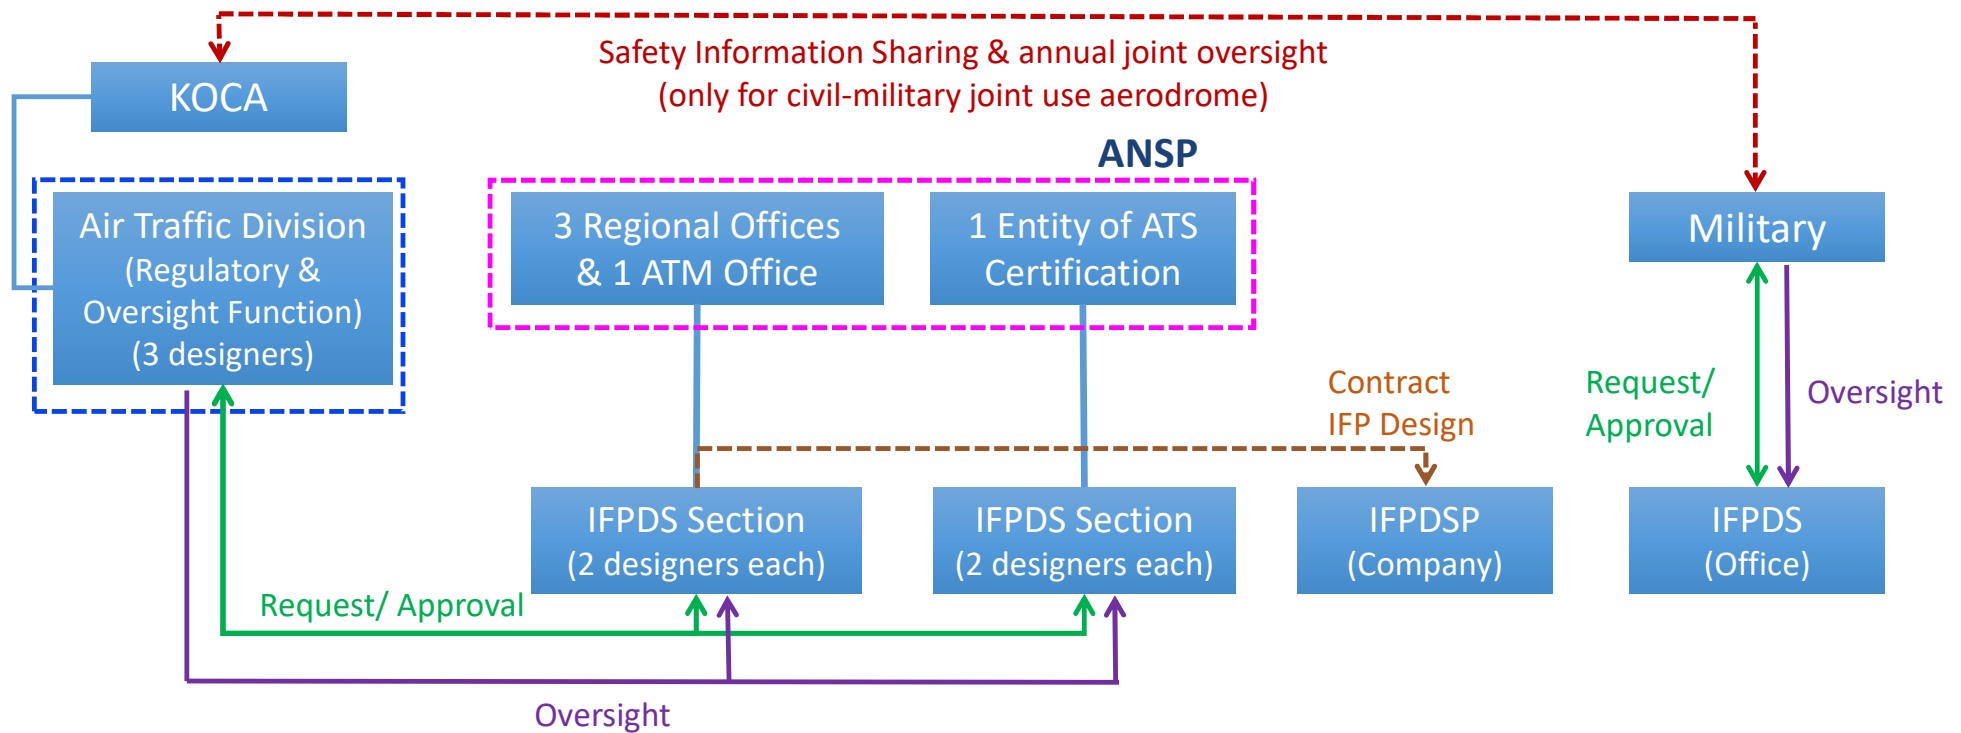 Safety Information Sharing & annual joint oversight
(only for civil-military joint use aerodrome)
KOCA
ANSP
Air Traffic Division
(Regulatory &
Oversight Function)
(3 designers)
3 Regional Offices
& 1 ATM Office
1 Entity of ATS
Certification
Military
Contract
IFP Design
Request/
Approval
Oversight
IFPDS Section
(2 designers each)
IFPDS Section
(2 designers each)
IFPDSP
(Company)
IFPDS
(Office)
Request/ Approval
Oversight